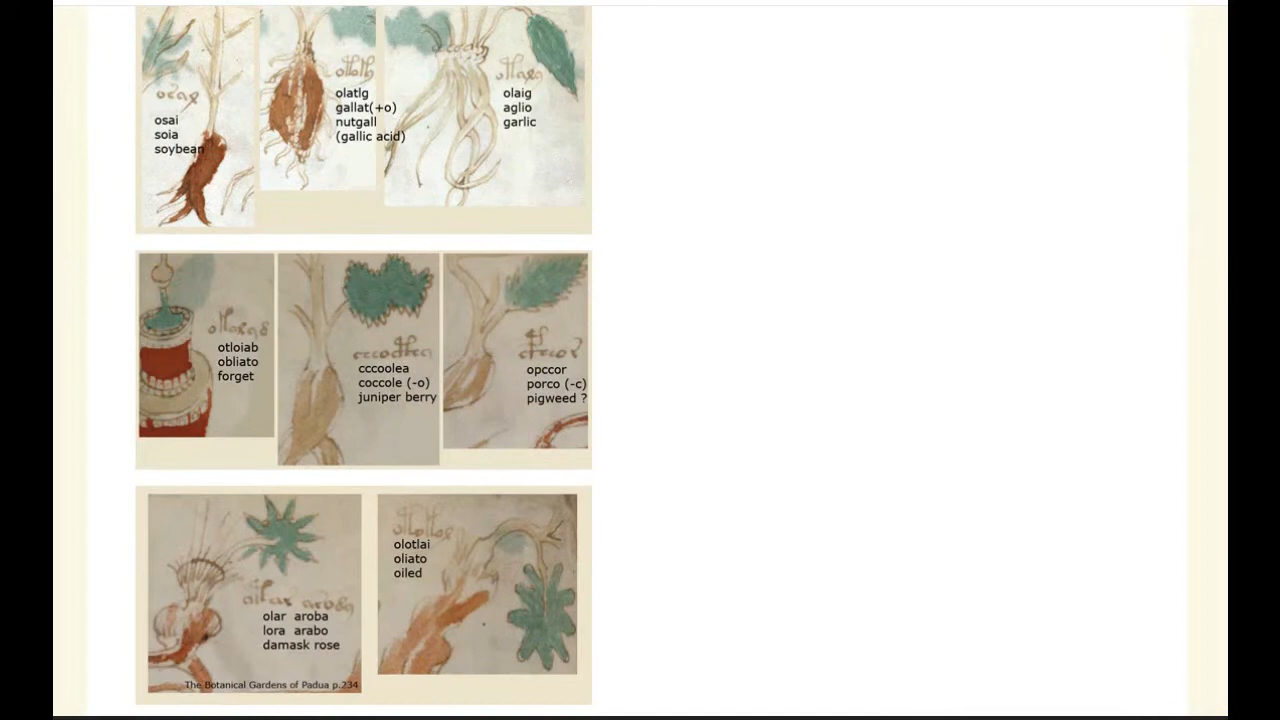 osai
soia
soybean
olatlg
gallat(+o)
nutgall
(gallic acid)
olaig
aglio
garlic
otloiab
obliato
forget
cccoolea
coccole (-o)
juniper berry
opccor
porco (-c)
pigweed ?
olar aroba
lora arabo
damask rose
The Botanical Gardens of Padua p.234
olotlai
oliato
oiled